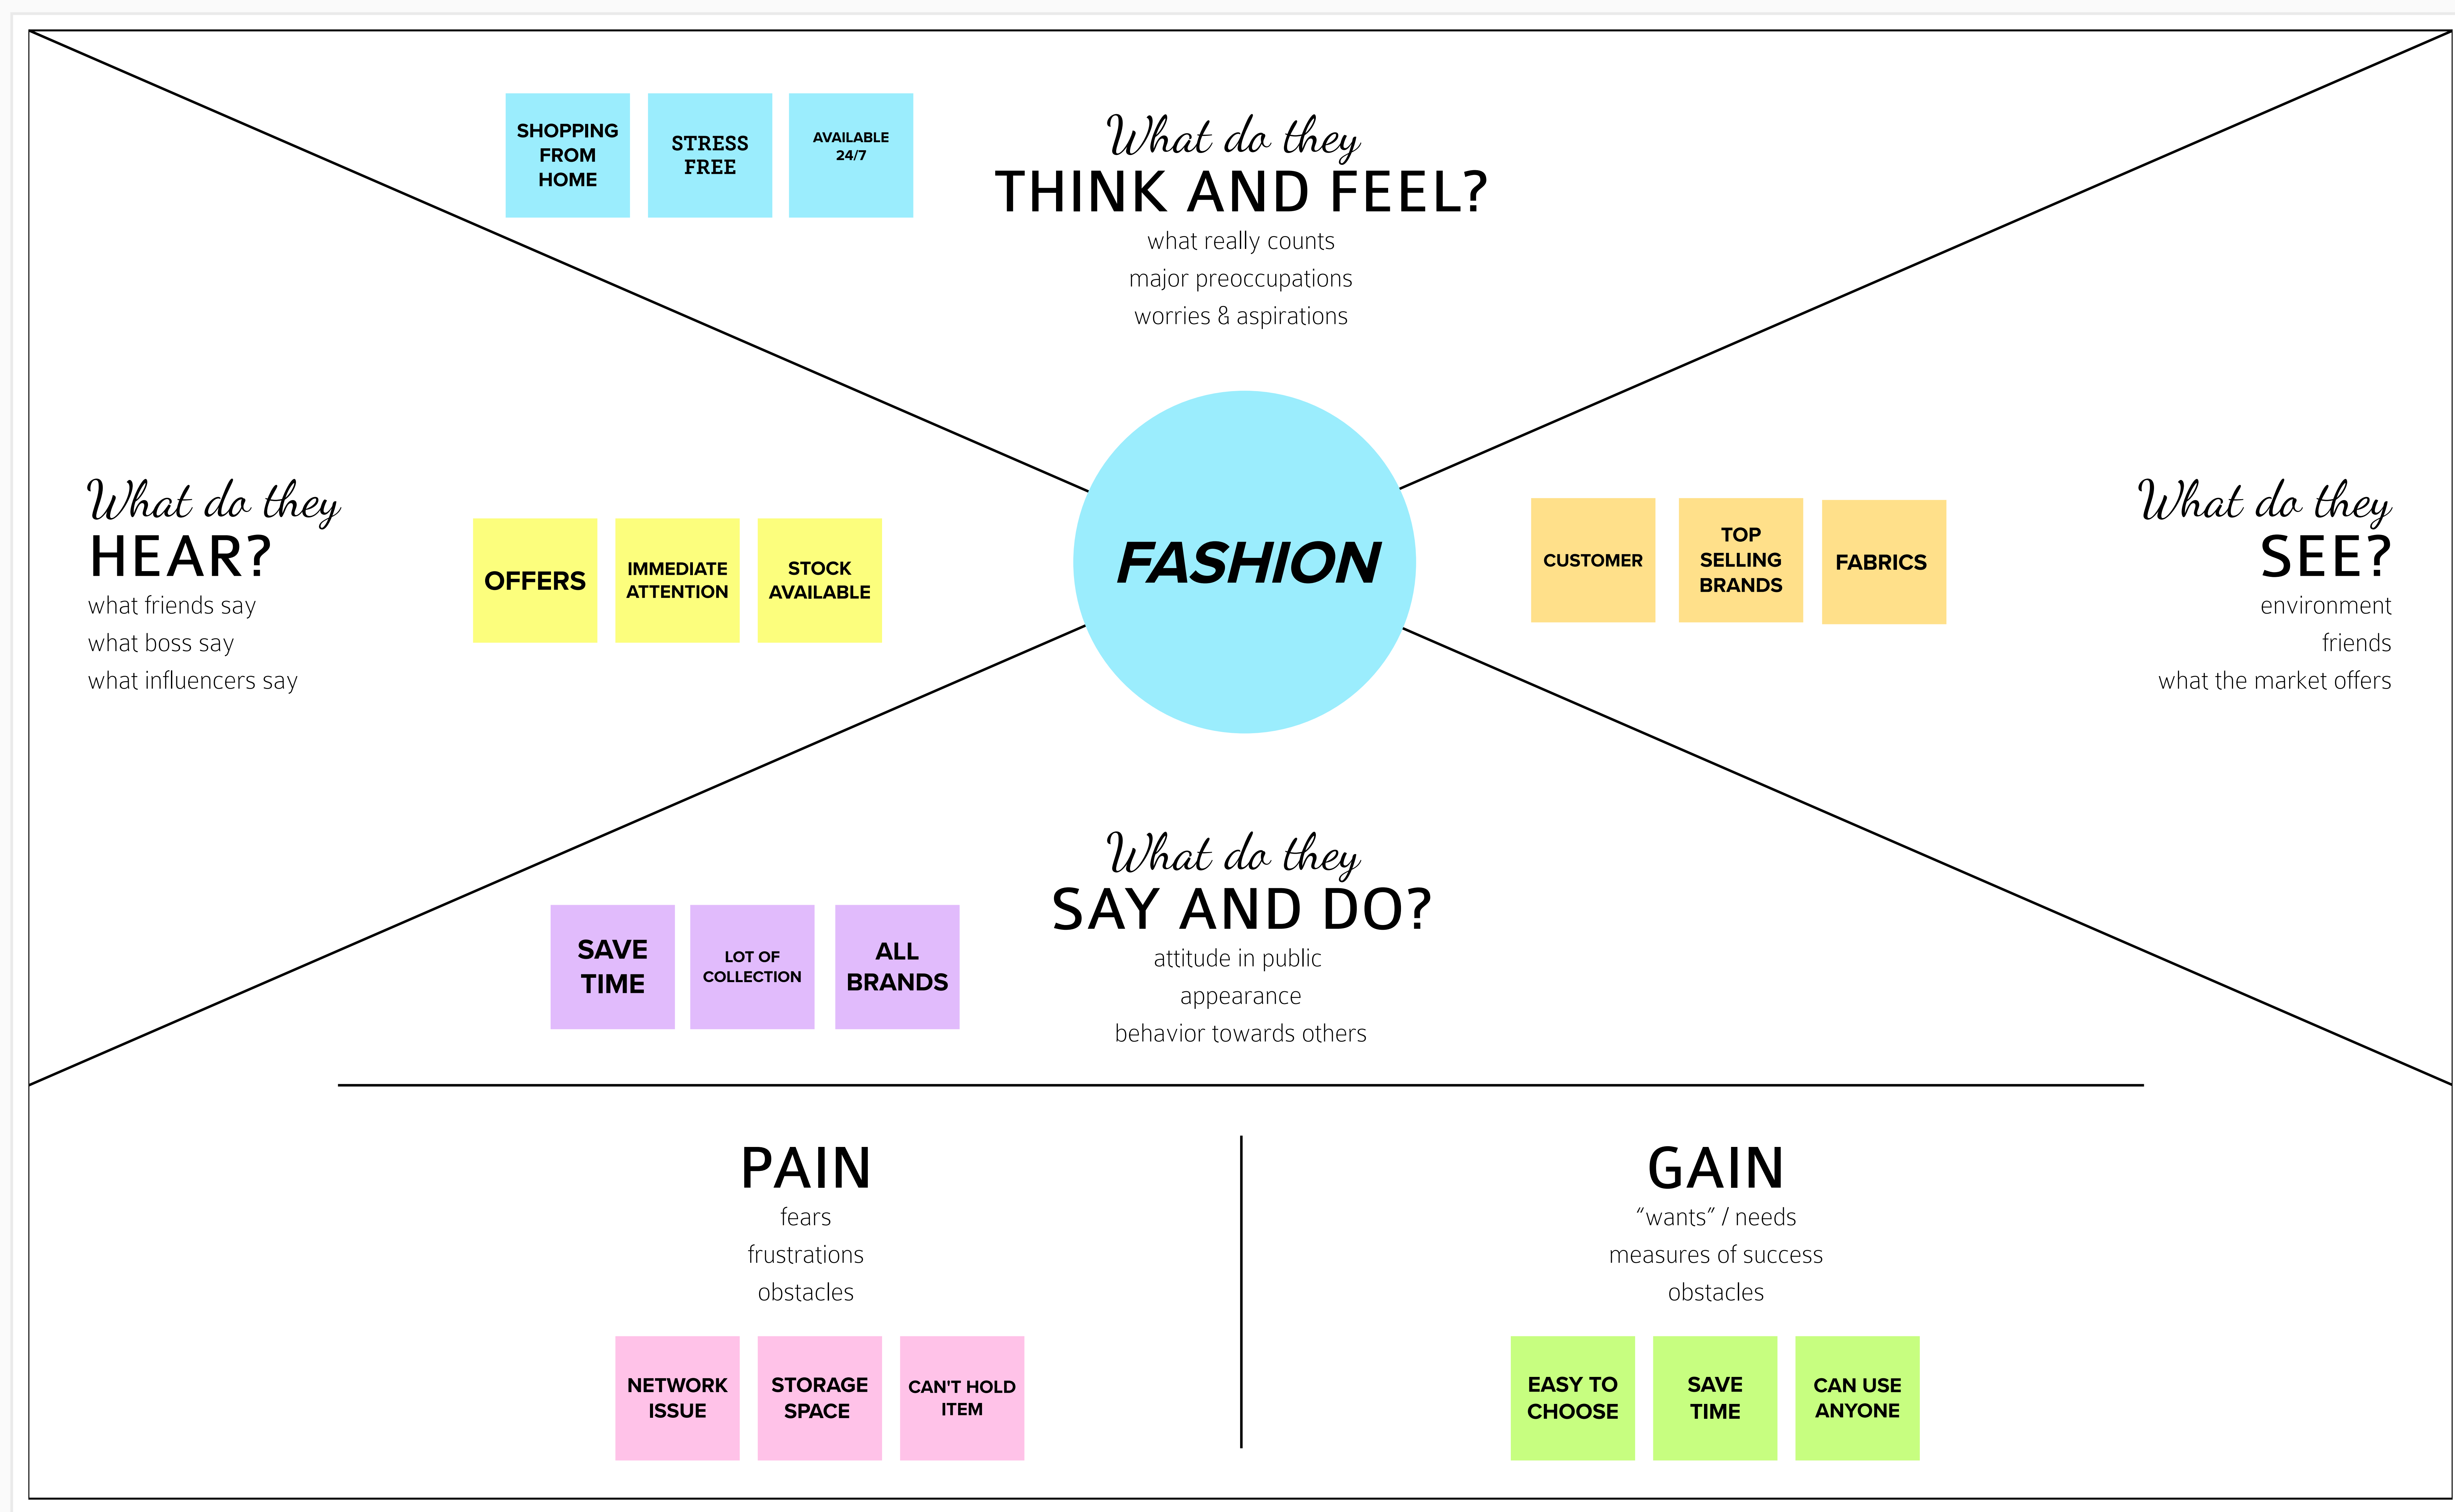 SHOPPING
FROM
HOME
STRESS
FREE
AVAILABLE
24/7
What do they
THINK AND FEEL?
what really counts
major preoccupations
worries & aspirations
What do they
HEAR?
what friends say
what boss say
what influencers say
OFFERS
IMMEDIATE
ATTENTION
STOCK
AVAILABLE
FASHION
CUSTOMER
TOP
SELLING
BRANDS
FABRICS
What do they
SEE?
environment
friends
what the market offers
What do they
SAY AND DO?
attitude in public
appearance
behavior towards others
SAVE
TIME
LOT OF
COLLECTION
ALL
BRANDS
PAIN
fears
frustrations
obstacles
NETWORK
ISSUE
STORAGE
SPACE
CAN'T HOLD
ITEM
GAIN
“wants” / needs
measures of success
obstacles
EASY TO
CHOOSE
SAVE
TIME
CAN USE
ANYONE